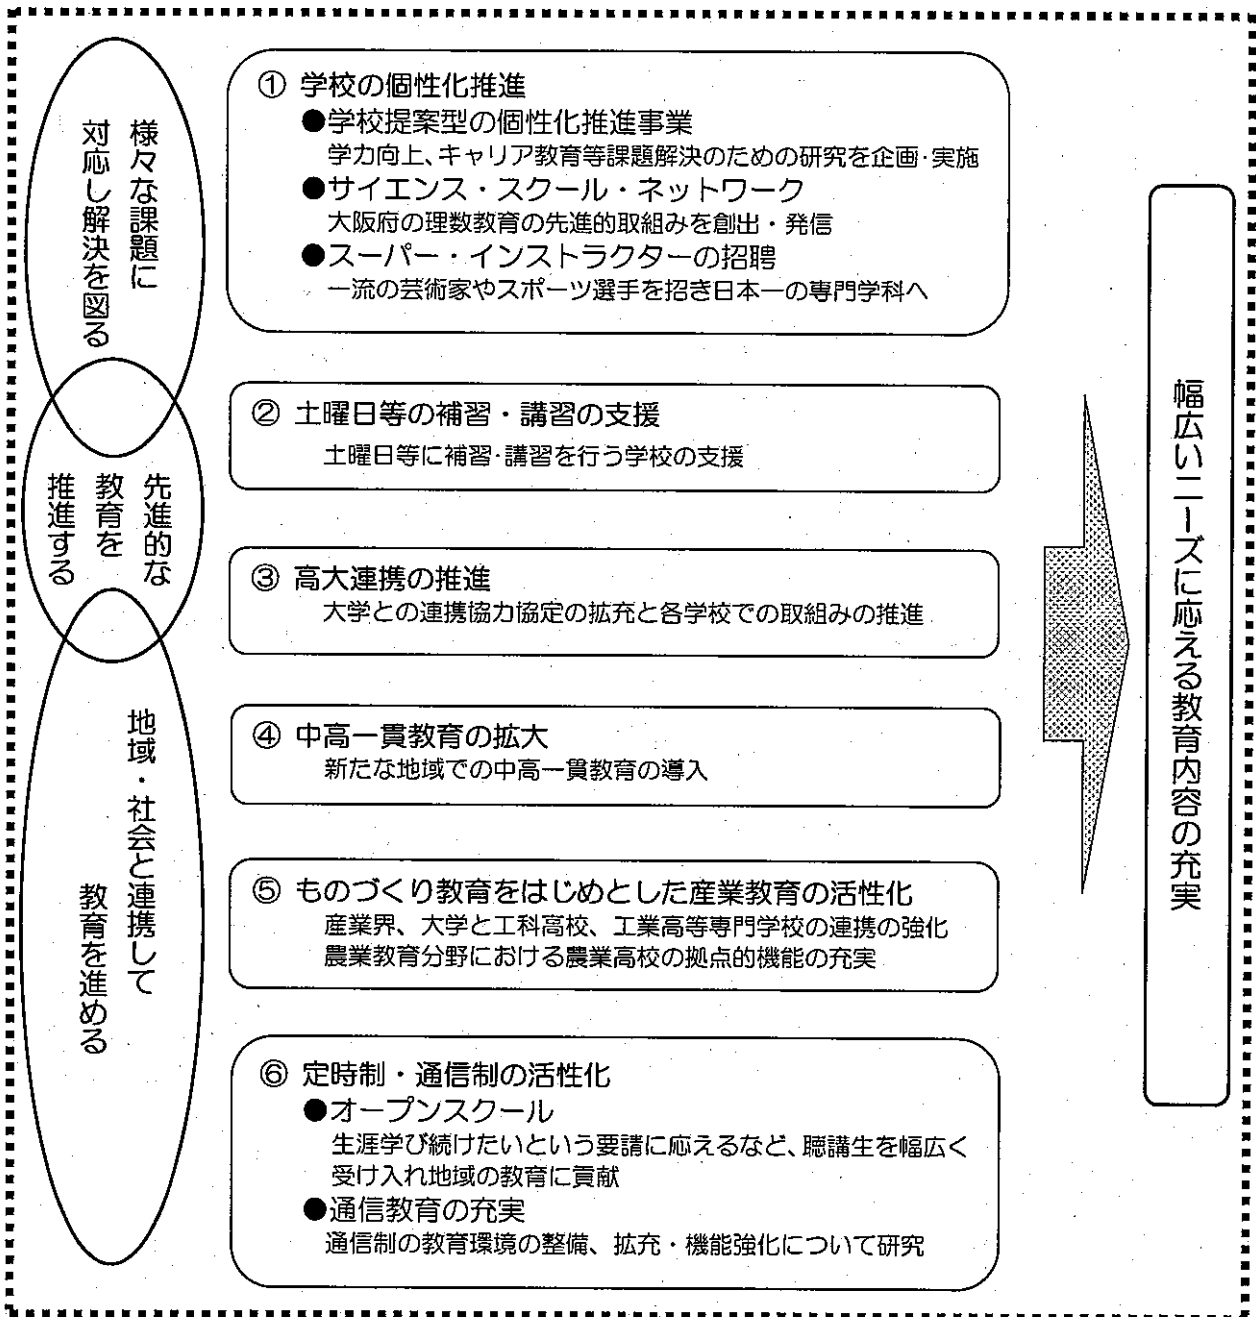 様々な課題に
対応し解決を図る
先進的な
教育を
推進する
地域・社会と連携して
教育を進める
① 学校の個性化推進
●学校提案型の個性化推進事業
学力向上、キャリア教育等課題解決のための研究を企画・実施
●サイエンス・スクール・ネットワーク
大阪府の理数教育の先進的取組みを創出・発信
●スーパー・インストラクターの招聘
一流の芸術家やスポーツ選手を招き日本一の専門学科へ
② 土曜日等の補習・講習の支援
土曜日等に補習・講習を行う学校の支援
③ 高大連携の推進
大学との連携協力協定の拡充と各学校での取組みの推進
④ 中高一貫教育の拡大
新たな地域での中高一貫教育の導入
⑤ ものづくり教育をはじめとした産業教育の活性化
産業界、大学と工科高校、工業高等専門学校の連携の強化
農業教育分野における農業高校の拠点的機能の充実
⑥ 定時制・通信制の活性化
●オープンスクール
生涯学び続けたいという要請に応えるなど、聴講生を幅広く
受け入れ地域の教育に貢献
●通信教育の充実
通信制の教育環境の整備、拡充・機能強化について研究
幅広いニーズに応える教育内容の充実